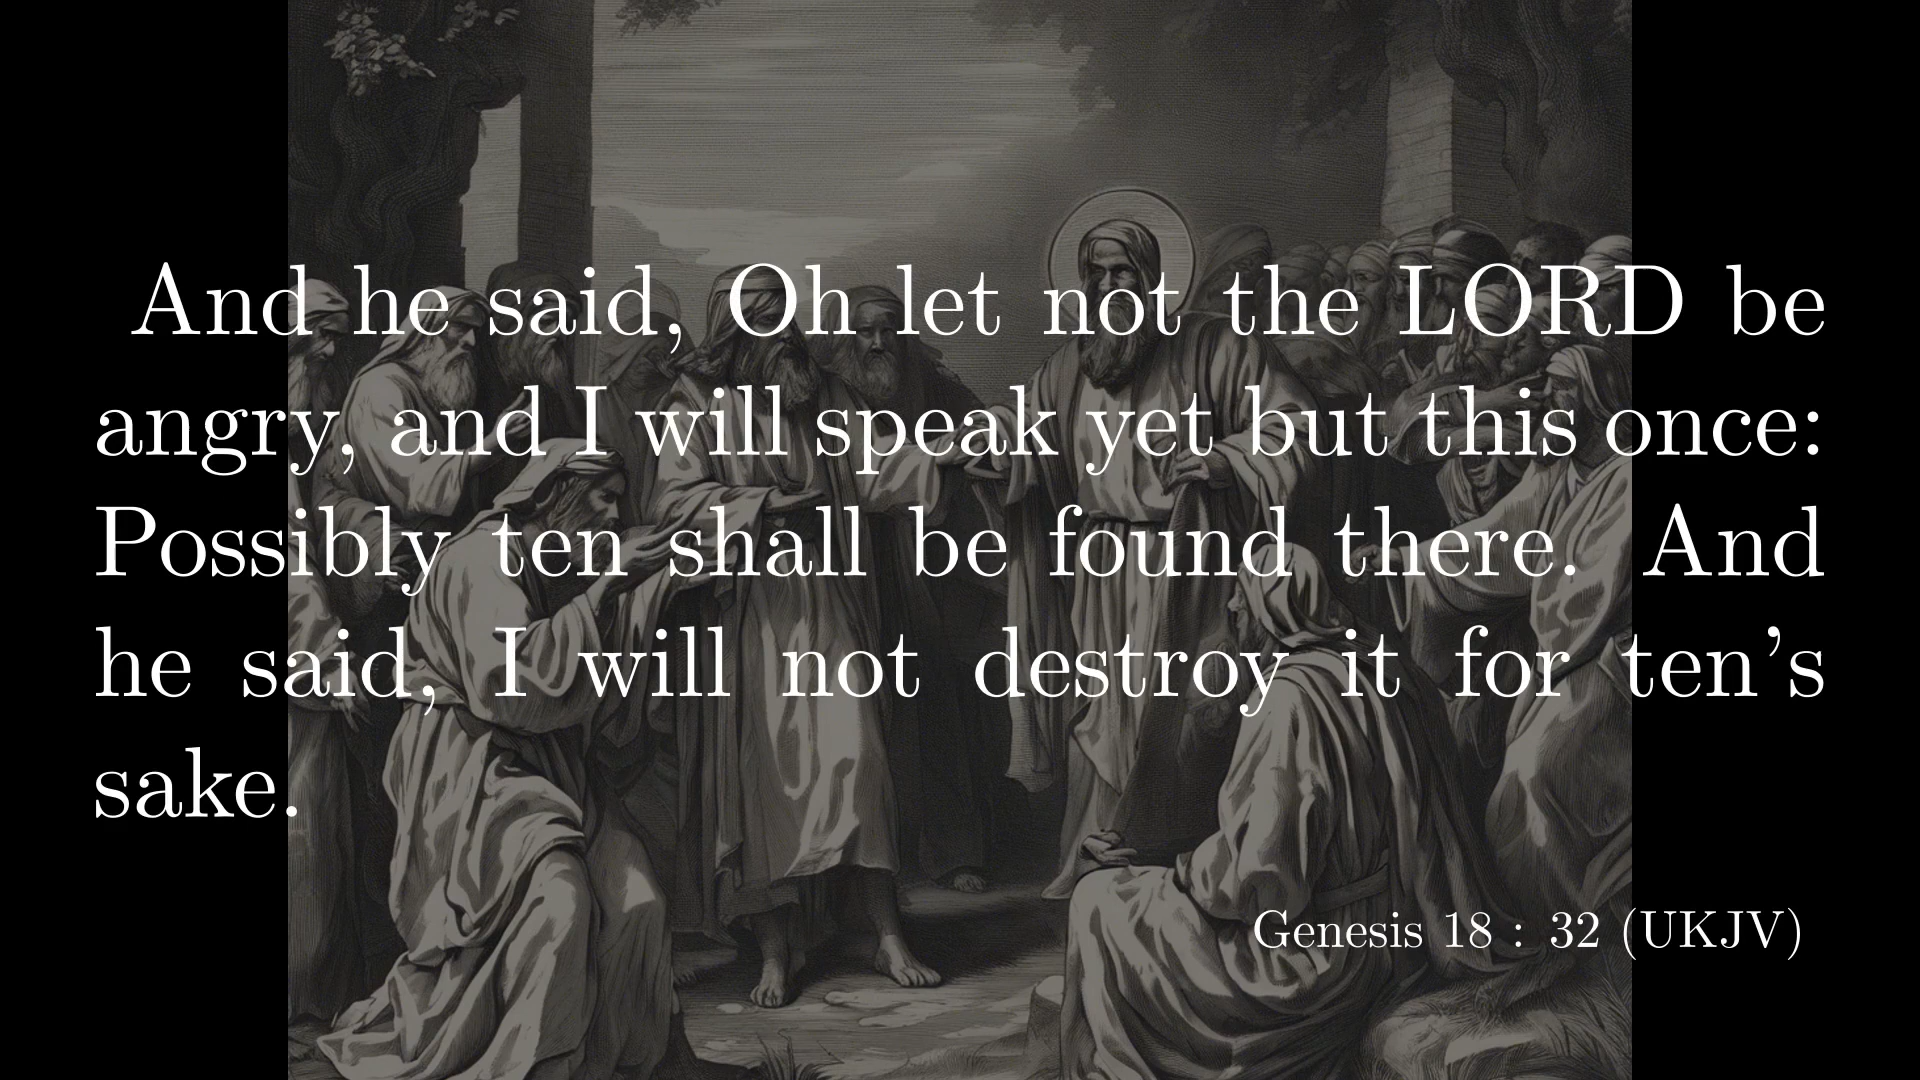 And he said, Oh let not the LORD be
angry, and I will speak yet but this once:
Possibly ten shall be found there. And
he said, I will not destroy it for ten's
sake.
Genesis 18 : 32 (UKJV)